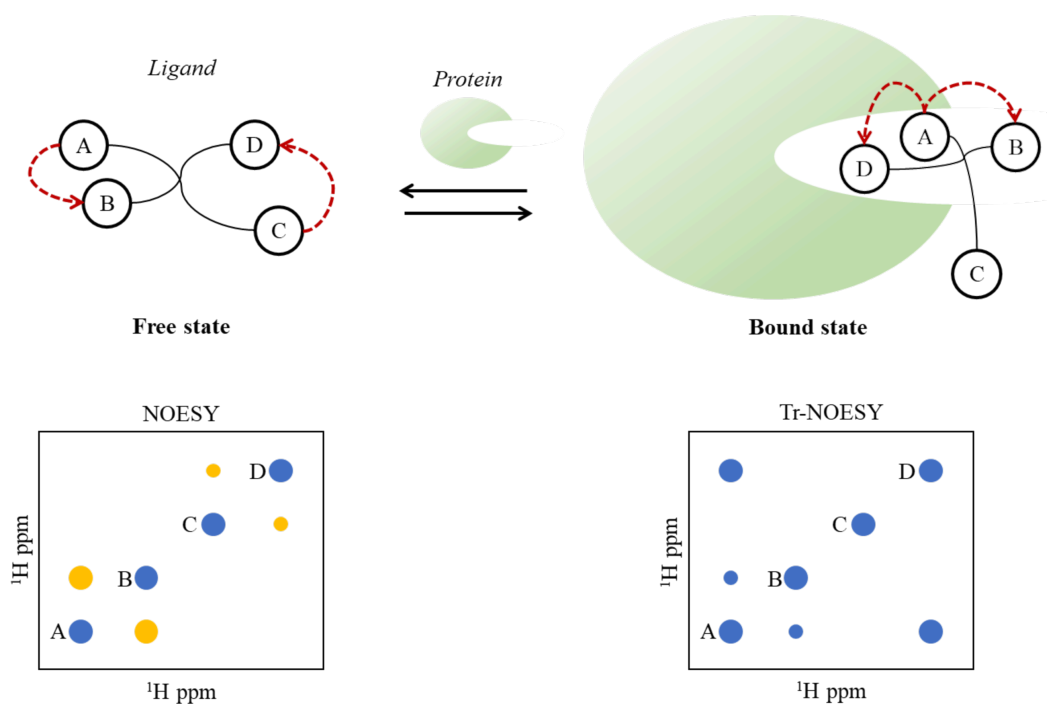 Ligand
Protein
A
B
D
C
D
A
B
C
Free state
Bound state
NOESY
D
C
B
A
¹H ppm
¹H ppm
Tr-NOESY
D
C
B
A
¹H ppm
¹H ppm